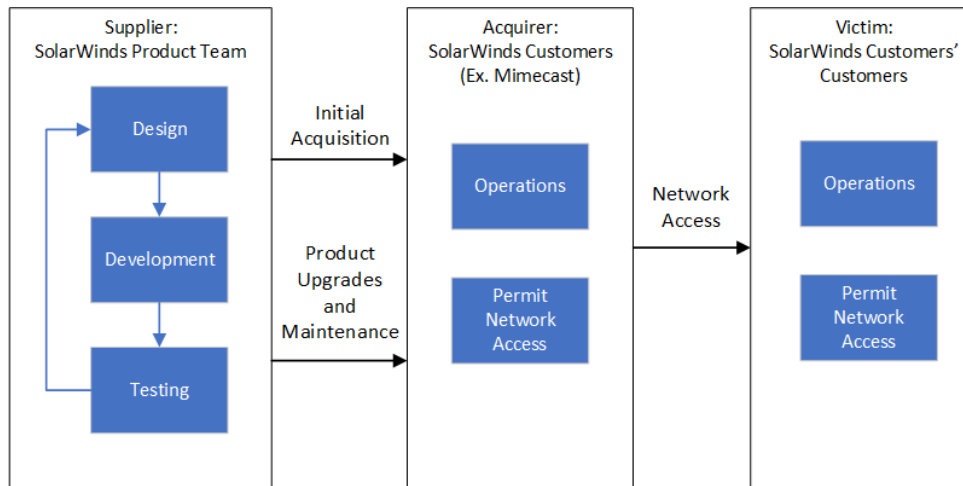 Supplier:
SolarWinds Product Team
Design
Development
Testing
Initial
Acquisition
Product
Upgrades
and
Maintenance
Acquirer:
SolarWinds Customers
(Ex. Mimecast)
Operations
Permit
Network
Access
Network
Access
Victim:
SolarWinds Customers’
Customers
Operations
Permit
Network
Access